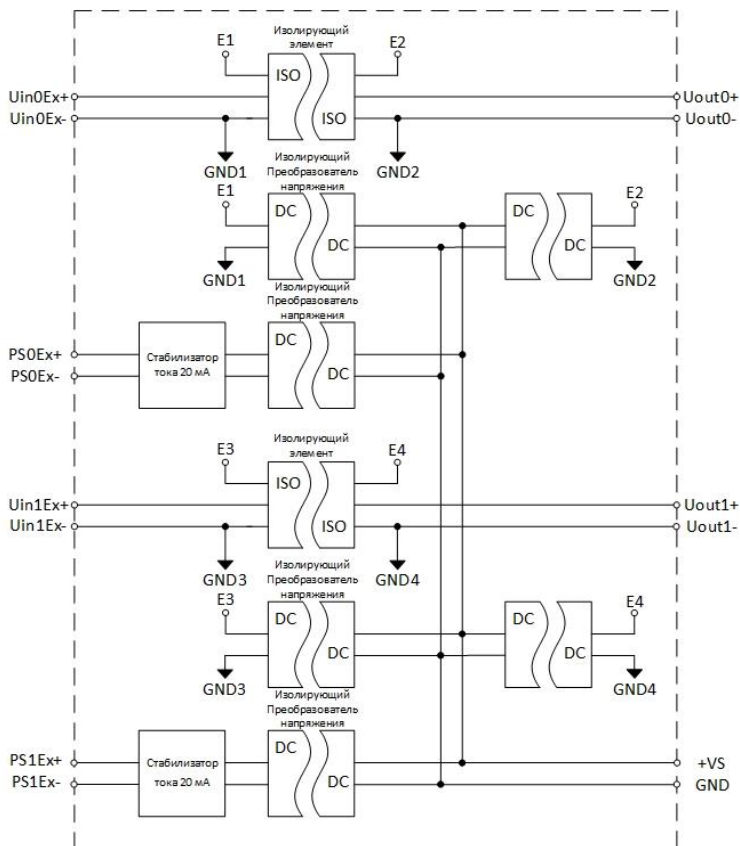 Изолирующий
элемент
E1
E2
ISO
ISO
Uin0Ex+
Uin0Ex-
Uout0+
Uout0-
GND1
GND2
Изолирующий
Преобразователь
напряжения
E1
DC
DC
GND1
DC
DC
E2
GND2
Изолирующий
Преобразователь
напряжения
PS0Ex+
PS0Ex-
Стабилизатор
тока 20 мА
DC
DC
Изолирующий
элемент
E3
E4
ISO
ISO
Uin1Ex+
Uin1Ex-
Uout1+
Uout1-
GND3
GND4
Изолирующий
Преобразователь
напряжения
E3
DC
DC
GND3
DC
DC
E4
GND4
Изолирующий
Преобразователь
напряжения
PS1Ex+
PS1Ex-
Стабилизатор
тока 20 мА
DC
DC
+VS
GND